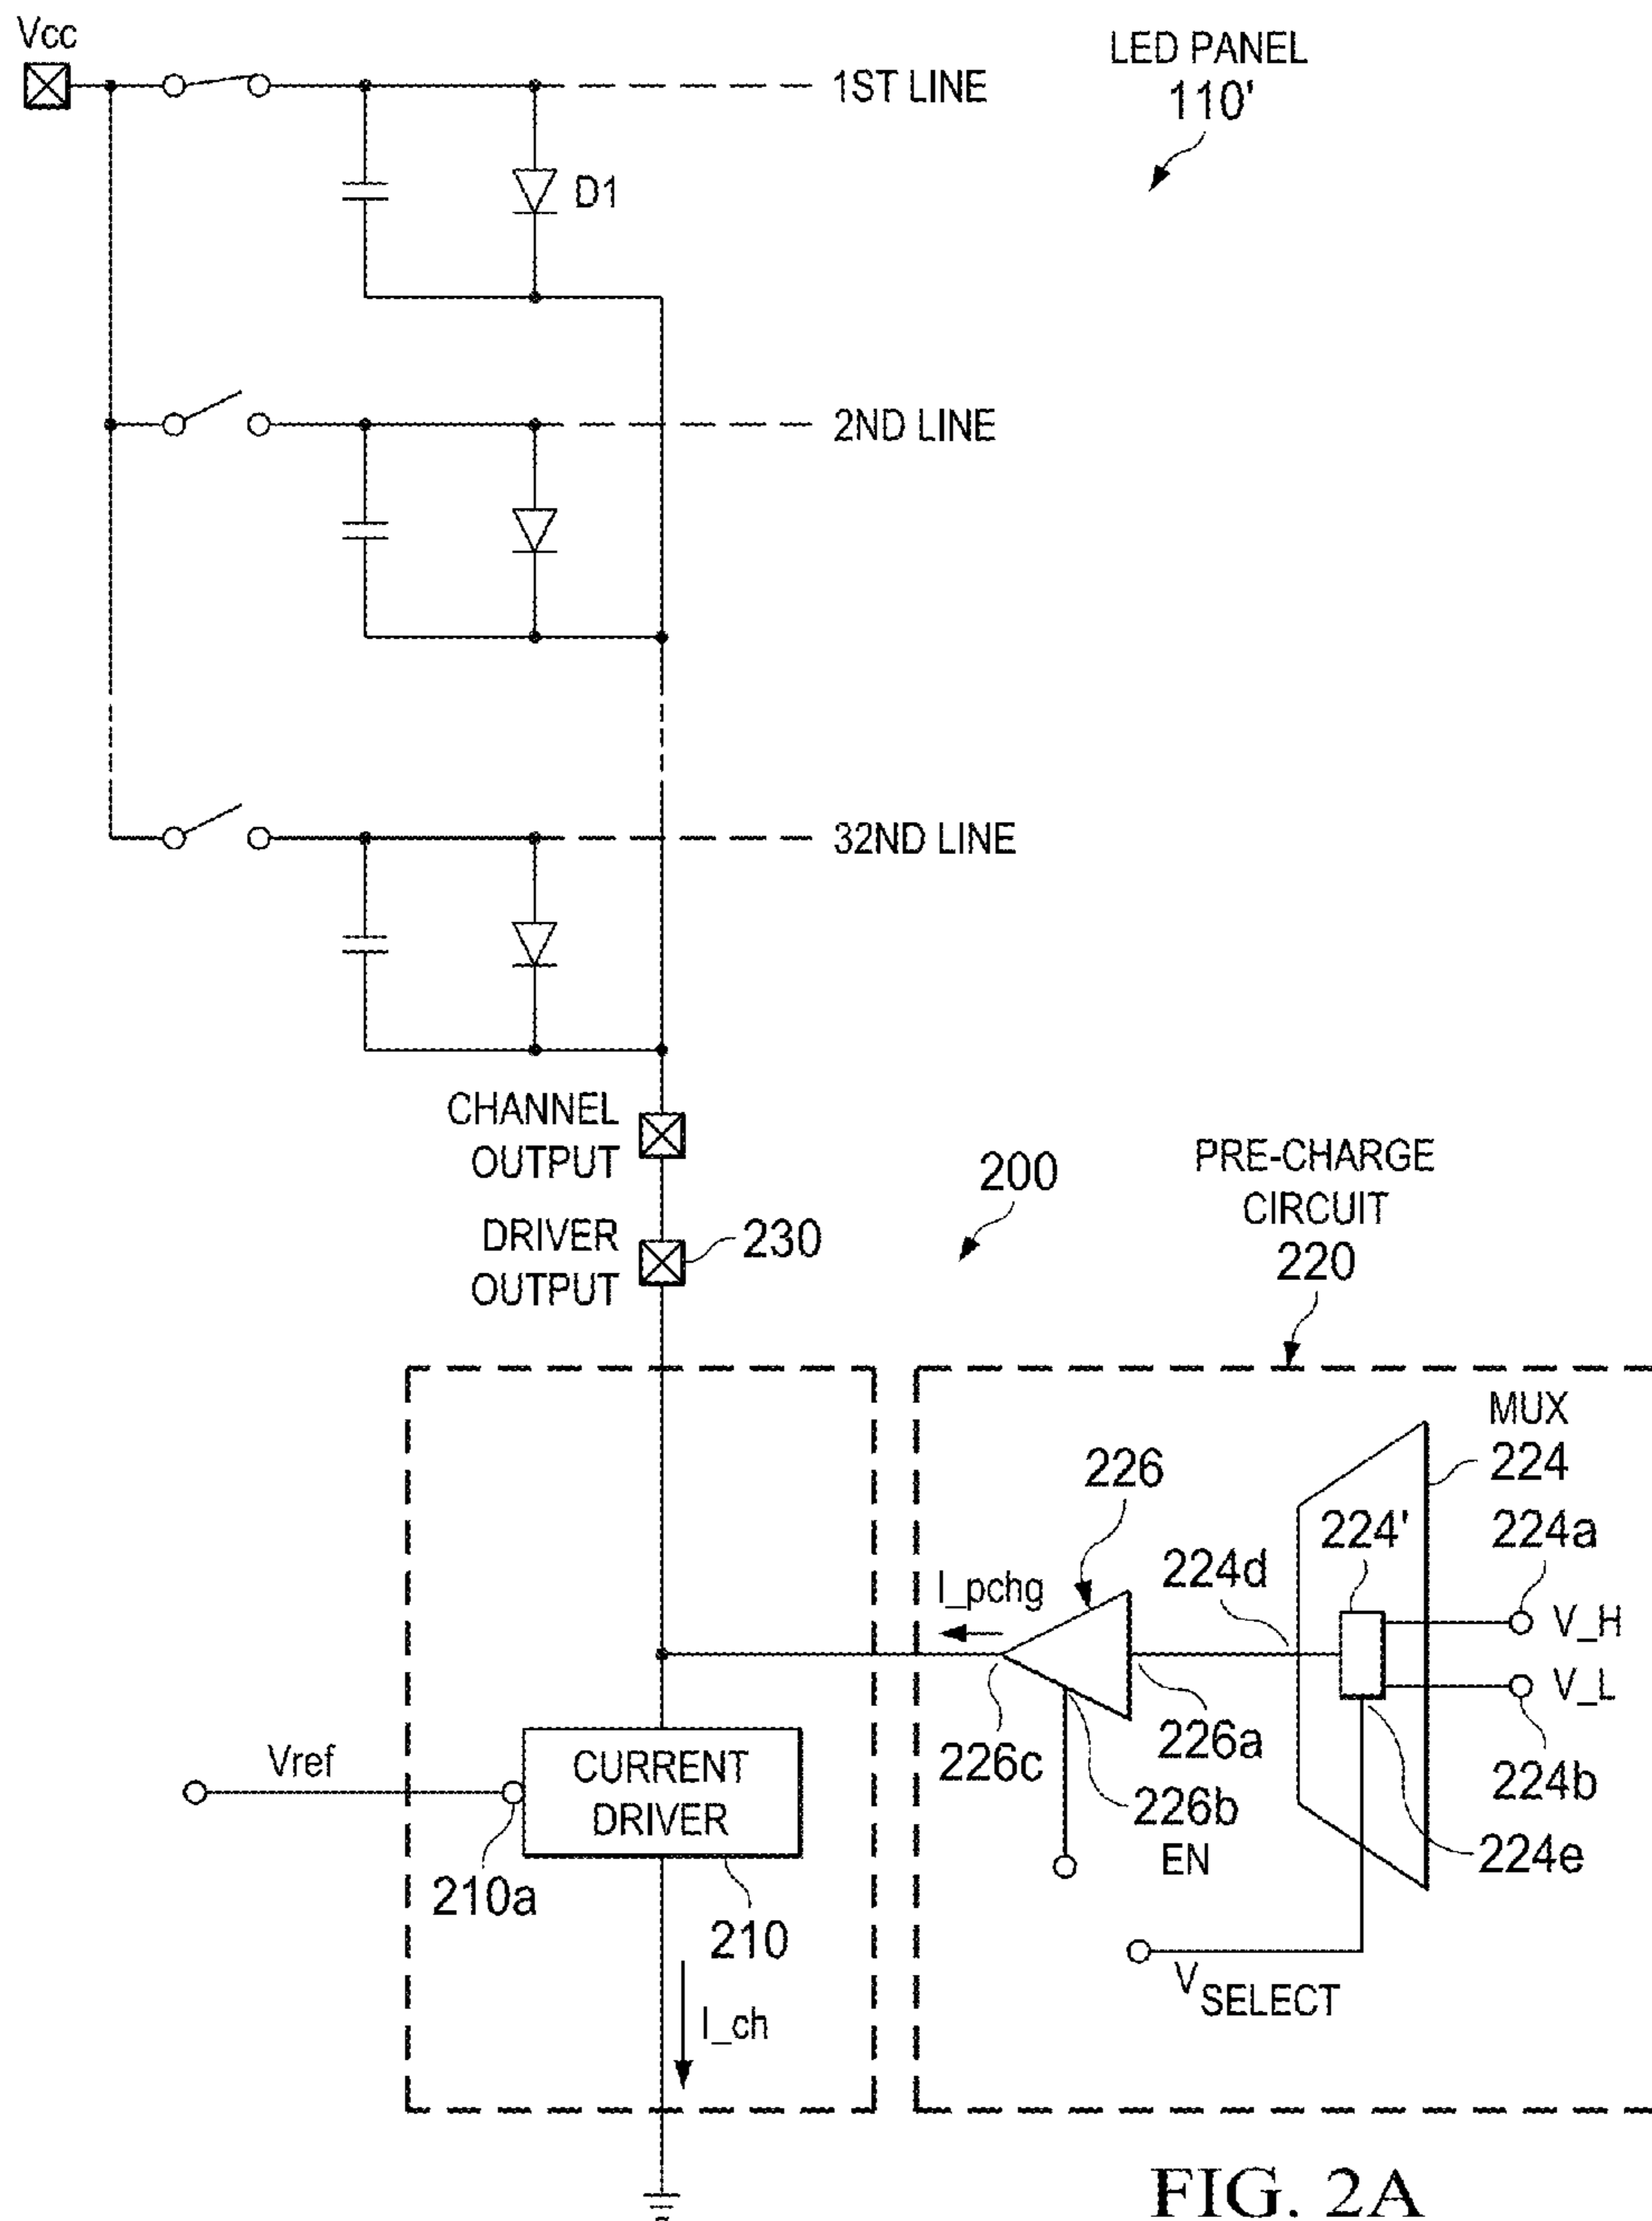 Vcc
LED PANEL
110'
1ST LINE
D1
2ND LINE
32ND LINE
CHANNEL
OUTPUT
DRIVER
OUTPUT
230
200
PRE-CHARGE
CIRCUIT
220
MUX
224
226
224'
224a
224d
I_pchg
V_H
V_L
226c
226a
226b
EN
224b
224e
Vref
CURRENT
DRIVER
210a
210
VSELECT
I_ch
FIG. 2A